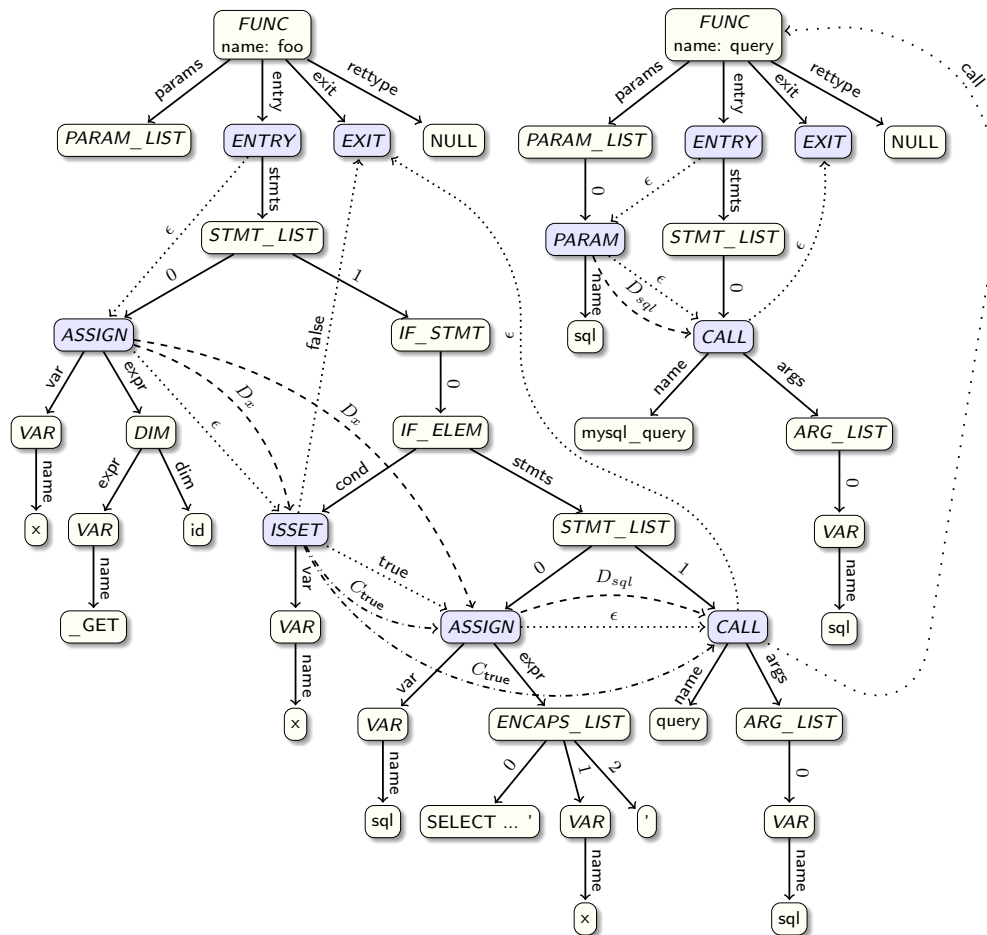 FUNC
name: foo
FUNC
name: query
params
entry
exit
rettype
params
entry
exit
rettype
call
PARAM_LIST
ENTRY
EXIT
NULL
PARAM_LIST
ENTRY
EXIT
NULL
ϵ
stmts
0
ϵ
stmts
STMT_LIST
PARAM
STMT_LIST
ϵ
0
1
false
ϵ
name
D_sql
ϵ
0
ASSIGN
IF_STMT
sql
CALL
var
expr
D_x
ϵ
D_x
0
name
args
VAR
DIM
IF_ELEM
mysql_query
ARG_LIST
name
expr
dim
cond
stmts
0
x
VAR
id
ISSET
STMT_LIST
VAR
name
var
true
C_true
0
D_sql
1
ϵ
name
_GET
VAR
ASSIGN
CALL
sql
name
C_true
var
expr
name
args
x
VAR
ENCAPS_LIST
query
ARG_LIST
name
0
1
2
0
sql
SELECT ... '
VAR
'
VAR
name
name
x
sql